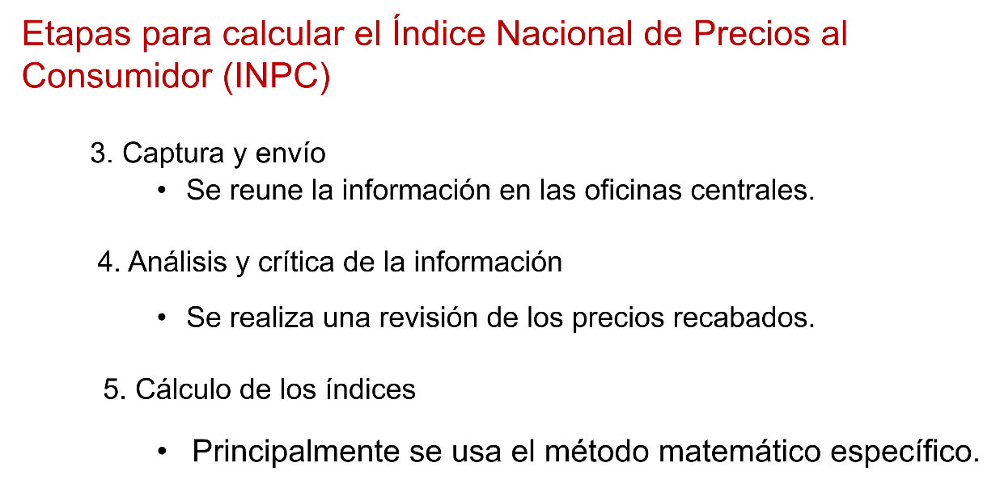 Etapas para calcular el Índice Nacional de Precios al
Consumidor (INPC)
3. Captura y envío
• Se reune la información en las oficinas centrales.
4. Análisis y crítica de la información
• Se realiza una revisión de los precios recabados.
5. Cálculo de los índices
• Principalmente se usa el método matemático específico.